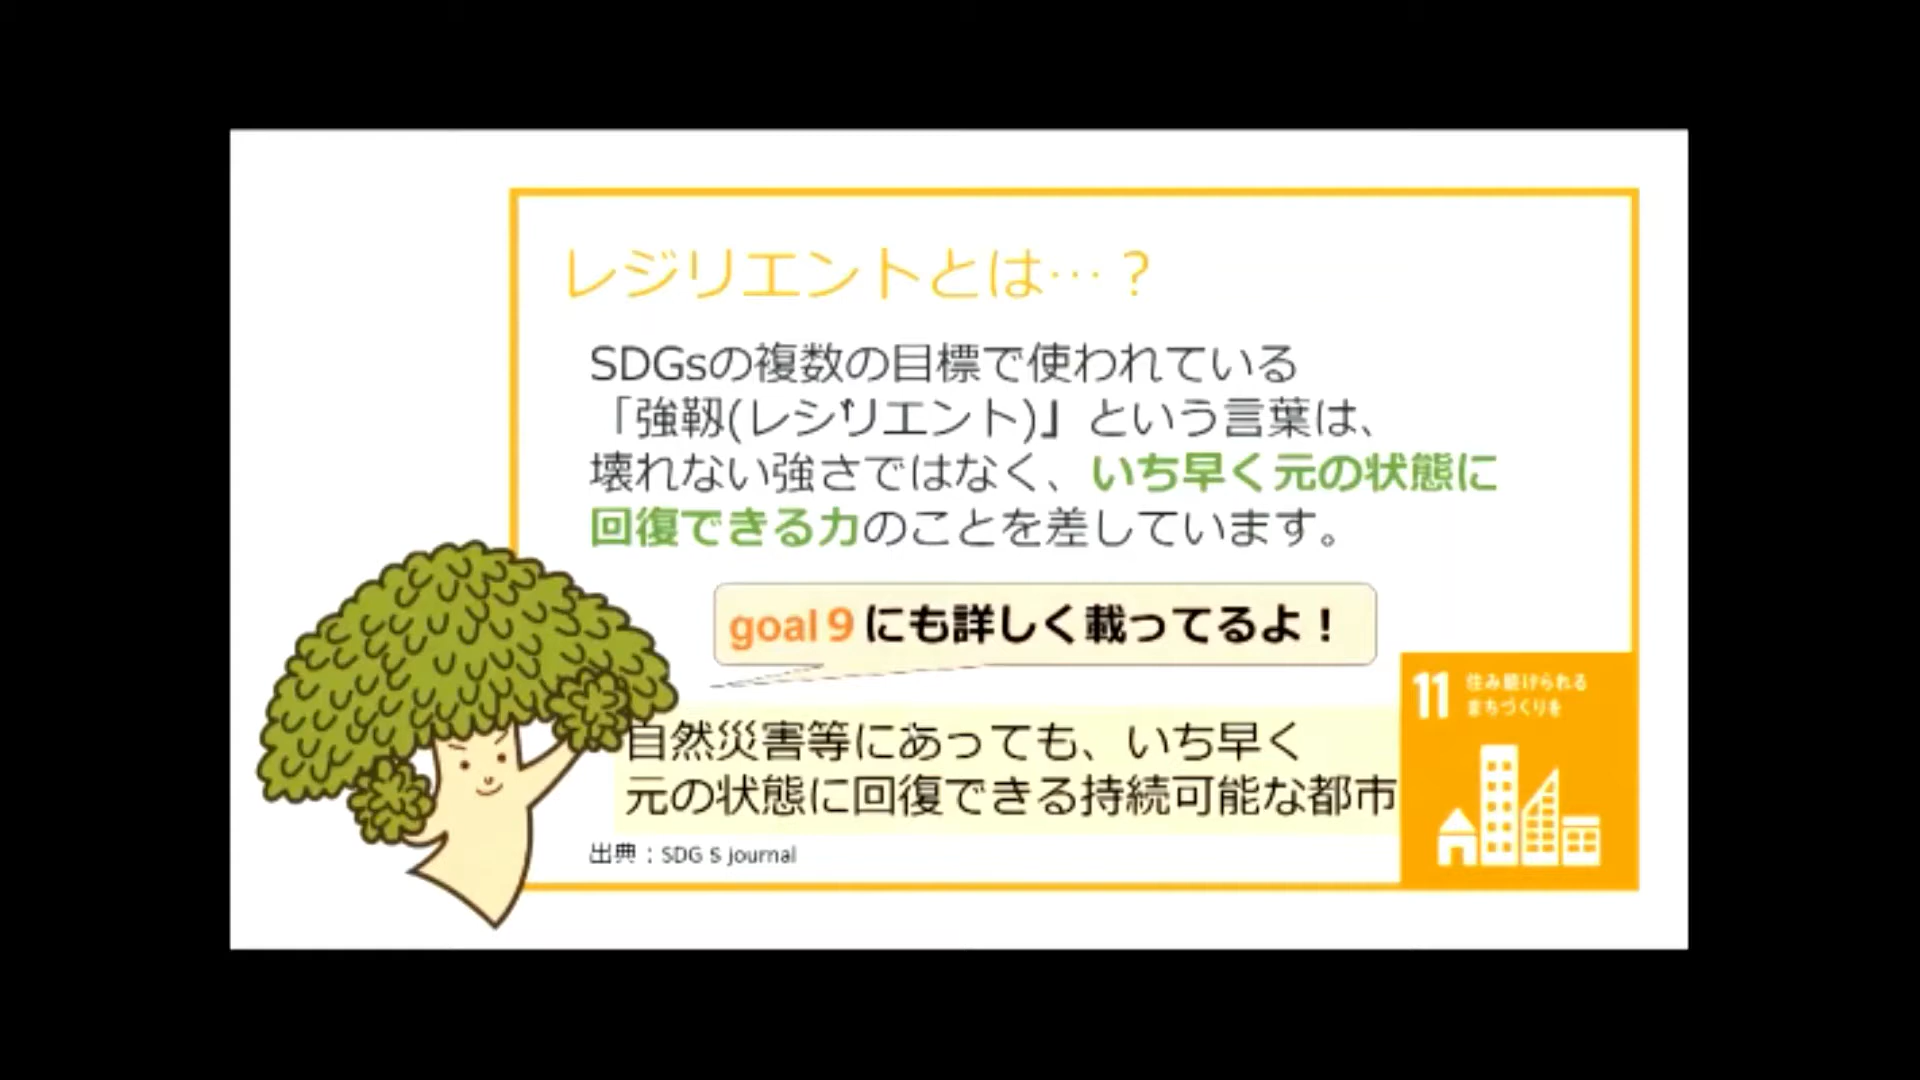 レジリエントとは…？
SDGsの複数の目標で使われている
「強靱(レジリエント)」という言葉は、
壊れない強さではなく、いち早く元の状態に
回復できる力のことを差しています。
goal９にも詳しく載ってるよ！
自然災害等にあっても、いち早く
元の状態に回復できる持続可能な都市
出典：SDGs journal
11 住み続けられる
まちづくりを